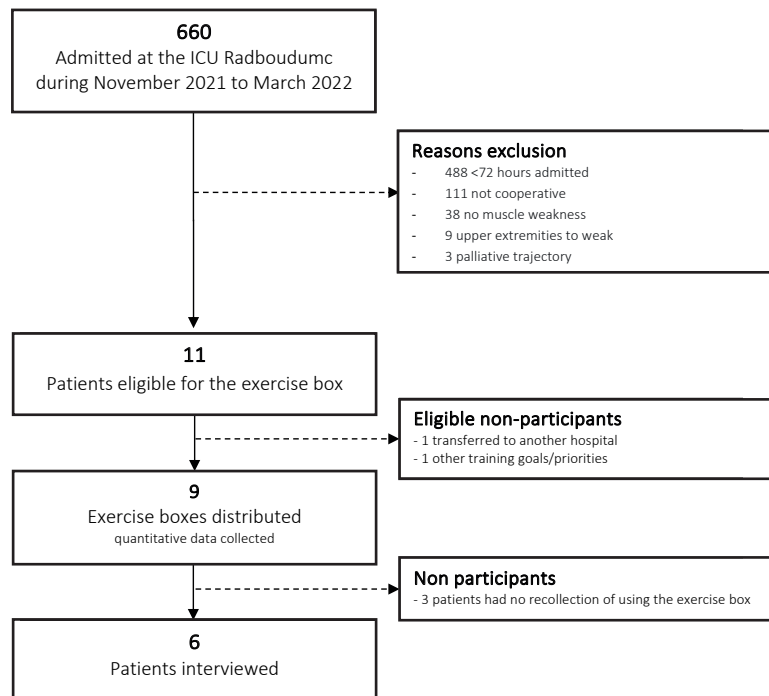 660
Admitted at the ICU Radboudumc
during November 2021 to March 2022
Reasons exclusion
- 488 <72 hours admitted
- 111 not cooperative
- 38 no muscle weakness
- 9 upper extremities to weak
- 3 palliative trajectory
11
Patients eligible for the exercise box
Eligible non-participants
- 1 transferred to another hospital
- 1 other training goals/priorities
9
Exercise boxes distributed
quantitative data collected
Non participants
- 3 patients had no recollection of using the exercise box
6
Patients interviewed